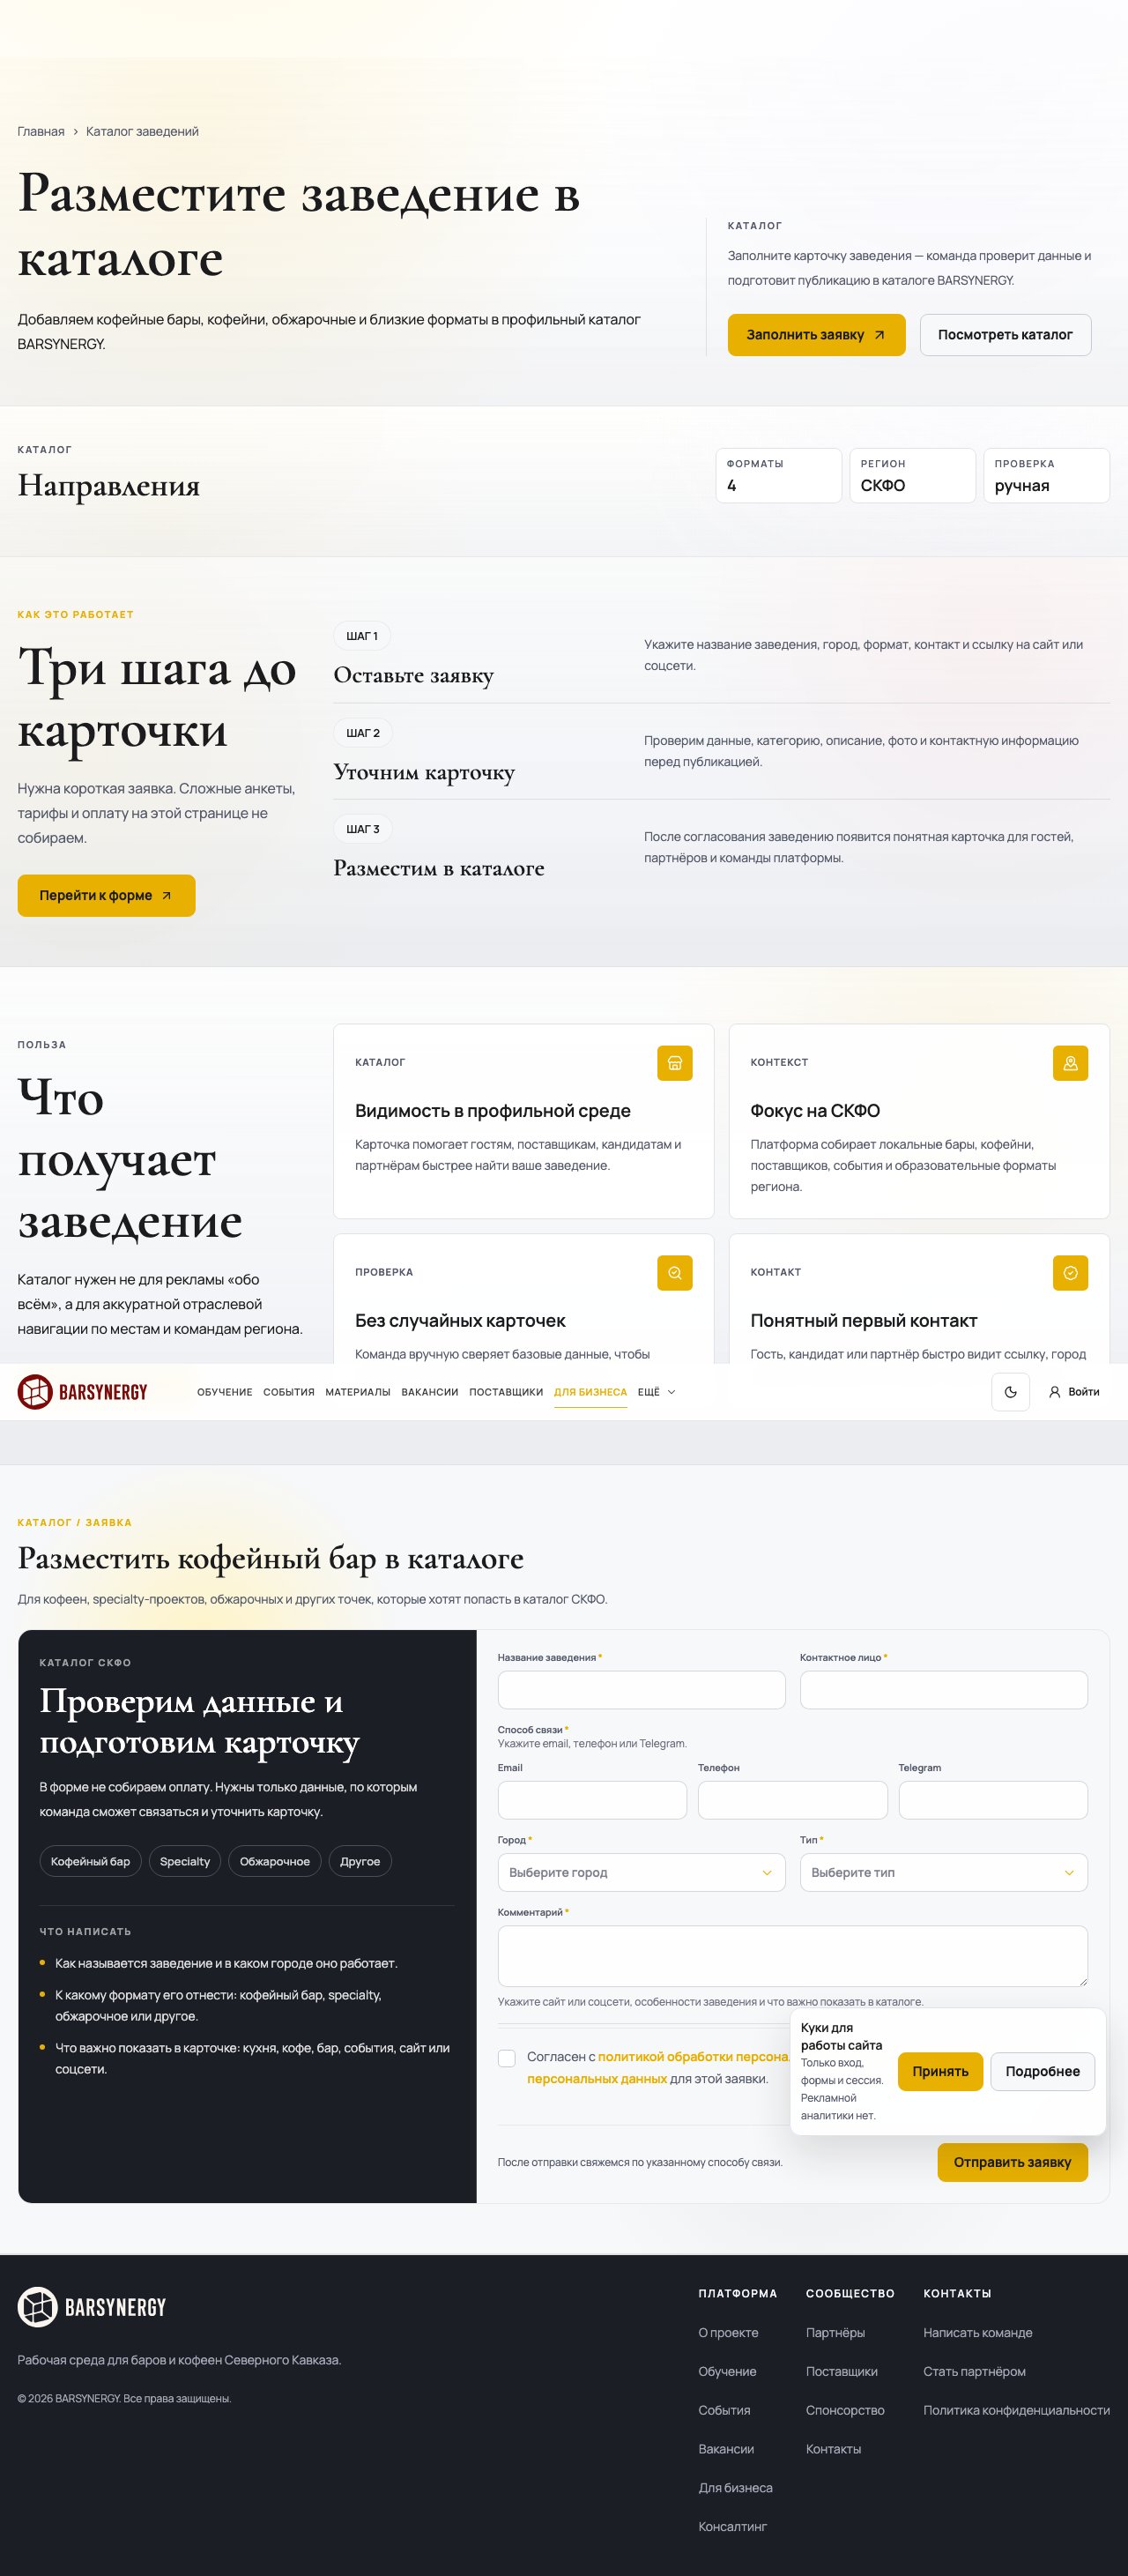 Главная › Каталог заведений
Разместите заведение в
каталоге
Добавляем кофейные бары, кофейни, обжарочные и близкие форматы в профильный каталог
BARSYNERGY.
КАТАЛОГ
Заполните карточку заведения — команда проверит данные и
подготовит публикацию в каталоге BARSYNERGY.
Заполнить заявку
Посмотреть каталог
КАТАЛОГ
Направления
ФОРМАТЫ
4
РЕГИОН
СКФО
ПРОВЕРКА
ручная
КАК ЭТО РАБОТАЕТ
Три шага до
карточки
Нужна короткая заявка. Сложные анкеты,
тарифы и оплату на этой странице не
собираем.
Перейти к форме
ШАГ 1
Оставьте заявку
Укажите название заведения, город, формат, контакт и ссылку на сайт или
соцсети.
ШАГ 2
Уточним карточку
Проверим данные, категорию, описание, фото и контактную информацию
перед публикацией.
ШАГ 3
Разместим в каталоге
После согласования заведению появится понятная карточка для гостей,
партнёров и команды платформы.
ПОЛЬЗА
Что
получает
заведение
Каталог нужен не для рекламы «обо
всём», а для аккуратной отраслевой
навигации по местам и командам региона.
КАТАЛОГ
Видимость в профильной среде
Карточка помогает гостям, поставщикам, кандидатам и
партнёрам быстрее найти ваше заведение.
КОНТЕКСТ
Фокус на СКФО
Платформа собирает локальные бары, кофейни,
поставщиков, события и образовательные форматы
региона.
ПРОВЕРКА
Без случайных карточек
Команда вручную сверяет базовые данные, чтобы
КОНТАКТ
Понятный первый контакт
Гость, кандидат или партнёр быстро видит ссылку, город
BARSYNERGY
ОБУЧЕНИЕ СОБЫТИЯ МАТЕРИАЛЫ ВАКАНСИИ ПОСТАВЩИКИ ДЛЯ БИЗНЕСА ЕЩЁ
Войти
КАТАЛОГ / ЗАЯВКА
Разместить кофейный бар в каталоге
Для кофеен, specialty-проектов, обжарочных и других точек, которые хотят попасть в каталог СКФО.
КАТАЛОГ СКФО
Проверим данные и
подготовим карточку
В форме не собираем оплату. Нужны только данные, по которым
команда сможет связаться и уточнить карточку.
Кофейный бар Specialty Обжарочное Другое
ЧТО НАПИСАТЬ
Как называется заведение и в каком городе оно работает.
К какому формату его отнести: кофейный бар, specialty,
обжарочное или другое.
Что важно показать в карточке: кухня, кофе, бар, события, сайт или
соцсети.
Название заведения *
Контактное лицо *
Способ связи *
Укажите email, телефон или Telegram.
Email
Телефон
Telegram
Город *
Тип *
Выберите город
Выберите тип
Комментарий *
Укажите сайт или соцсети, особенности заведения и что важно показать в каталоге.
Согласен с политикой обработки персона
персональных данных для этой заявки.
Куки для
работы сайта
Только вход,
формы и сессия.
Рекламной
аналитики нет.
Принять
Подробнее
После отправки свяжемся по указанному способу связи.
Отправить заявку
BARSYNERGY
Рабочая среда для баров и кофеен Северного Кавказа.
© 2026 BARSYNERGY. Все права защищены.
ПЛАТФОРМА
О проекте
Обучение
События
Вакансии
Для бизнеса
Консалтинг
СООБЩЕСТВО
Партнёры
Поставщики
Спонсорство
Контакты
КОНТАКТЫ
Написать команде
Стать партнёром
Политика конфиденциальности